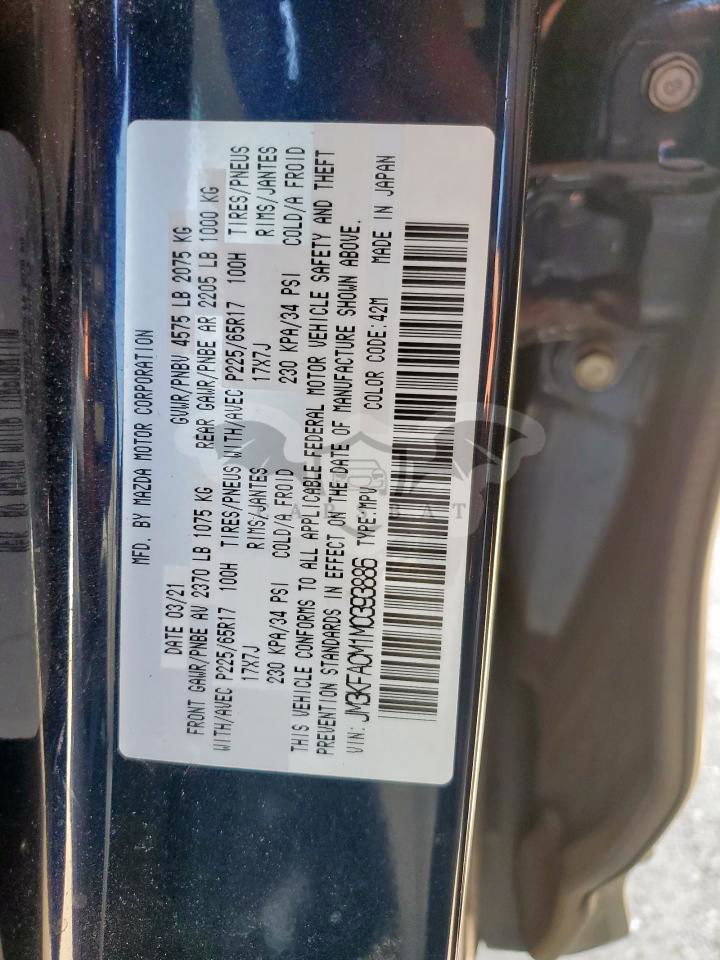 MFD. BY MAZDA MOTOR CORPORATION
DATE 03/21 GVWR/PNBV 4575 LB 2075 KG
FRONT GAWR/PNBE AV 2370 LB 1075 KG REAR GAWR/PNBE AR 2205 LB 1000 KG
WITH/AVEC P225/65R17 100H TIRES/PNEUS WITH/AVEC P225/65R17 100H TIRES/PNEUS
17X7J RIMS/JANTES 17X7J RIMS/JANTES
230 KPA/34 PSI COLD/A FROID 230 KPA/34 PSI COLD/A FROID
THIS VEHICLE CONFORMS TO ALL APPLICABLE FEDERAL MOTOR VEHICLE SAFETY AND THEFT
PREVENTION STANDARDS IN EFFECT ON THE DATE OF MANUFACTURE SHOWN ABOVE.
VIN: JM3KFACM1M0393886 TYPE:MPV COLOR CODE:42M MADE IN JAPAN